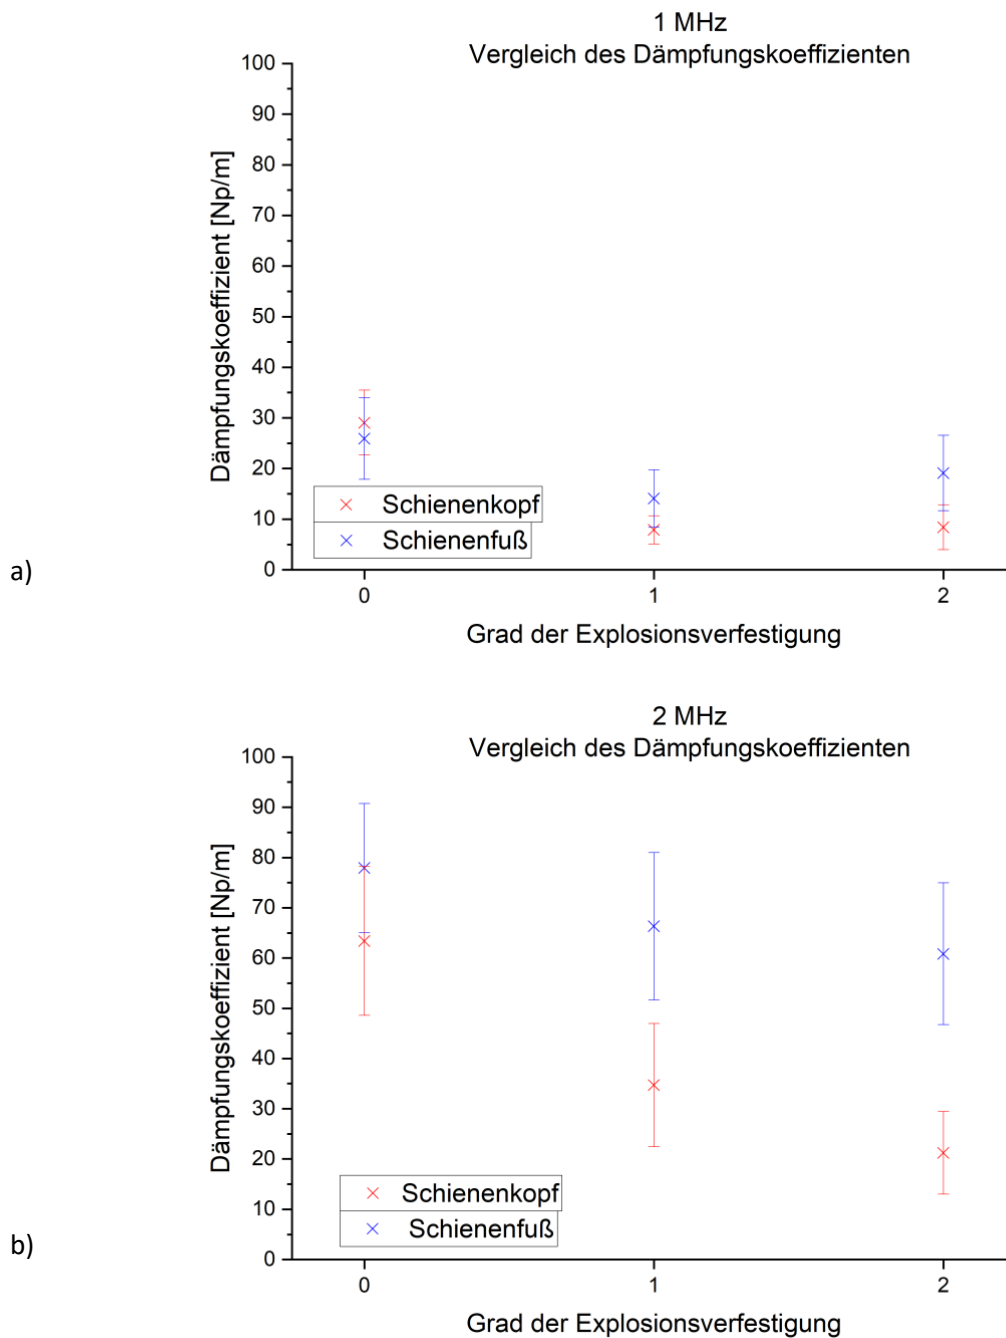 1 MHz
Vergleich des Dämpfungskoeffizienten
100
90
80
70
60
50
40
30
20
10
0
Dämpfungskoeffizient [Np/m]
Schienenkopf
Schienenfuß
0 1 2
Grad der Explosionsverfestigung
a)
2 MHz
Vergleich des Dämpfungskoeffizienten
100
90
80
70
60
50
40
30
20
10
0
Dämpfungskoeffizient [Np/m]
Schienenkopf
Schienenfuß
0 1 2
Grad der Explosionsverfestigung
b)